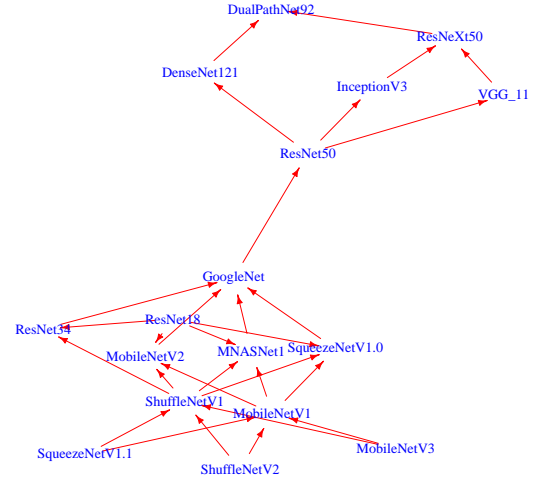 DualPathNet92
ResNeXt50
DenseNet121
InceptionV3
VGG_11
ResNet50
GoogleNet
ResNet18
ResNet34
MobileNetV2
MNASNet1
SqueezeNetV1.0
ShuffleNetV1
MobileNetV1
SqueezeNetV1.1
MobileNetV3
ShuffleNetV2